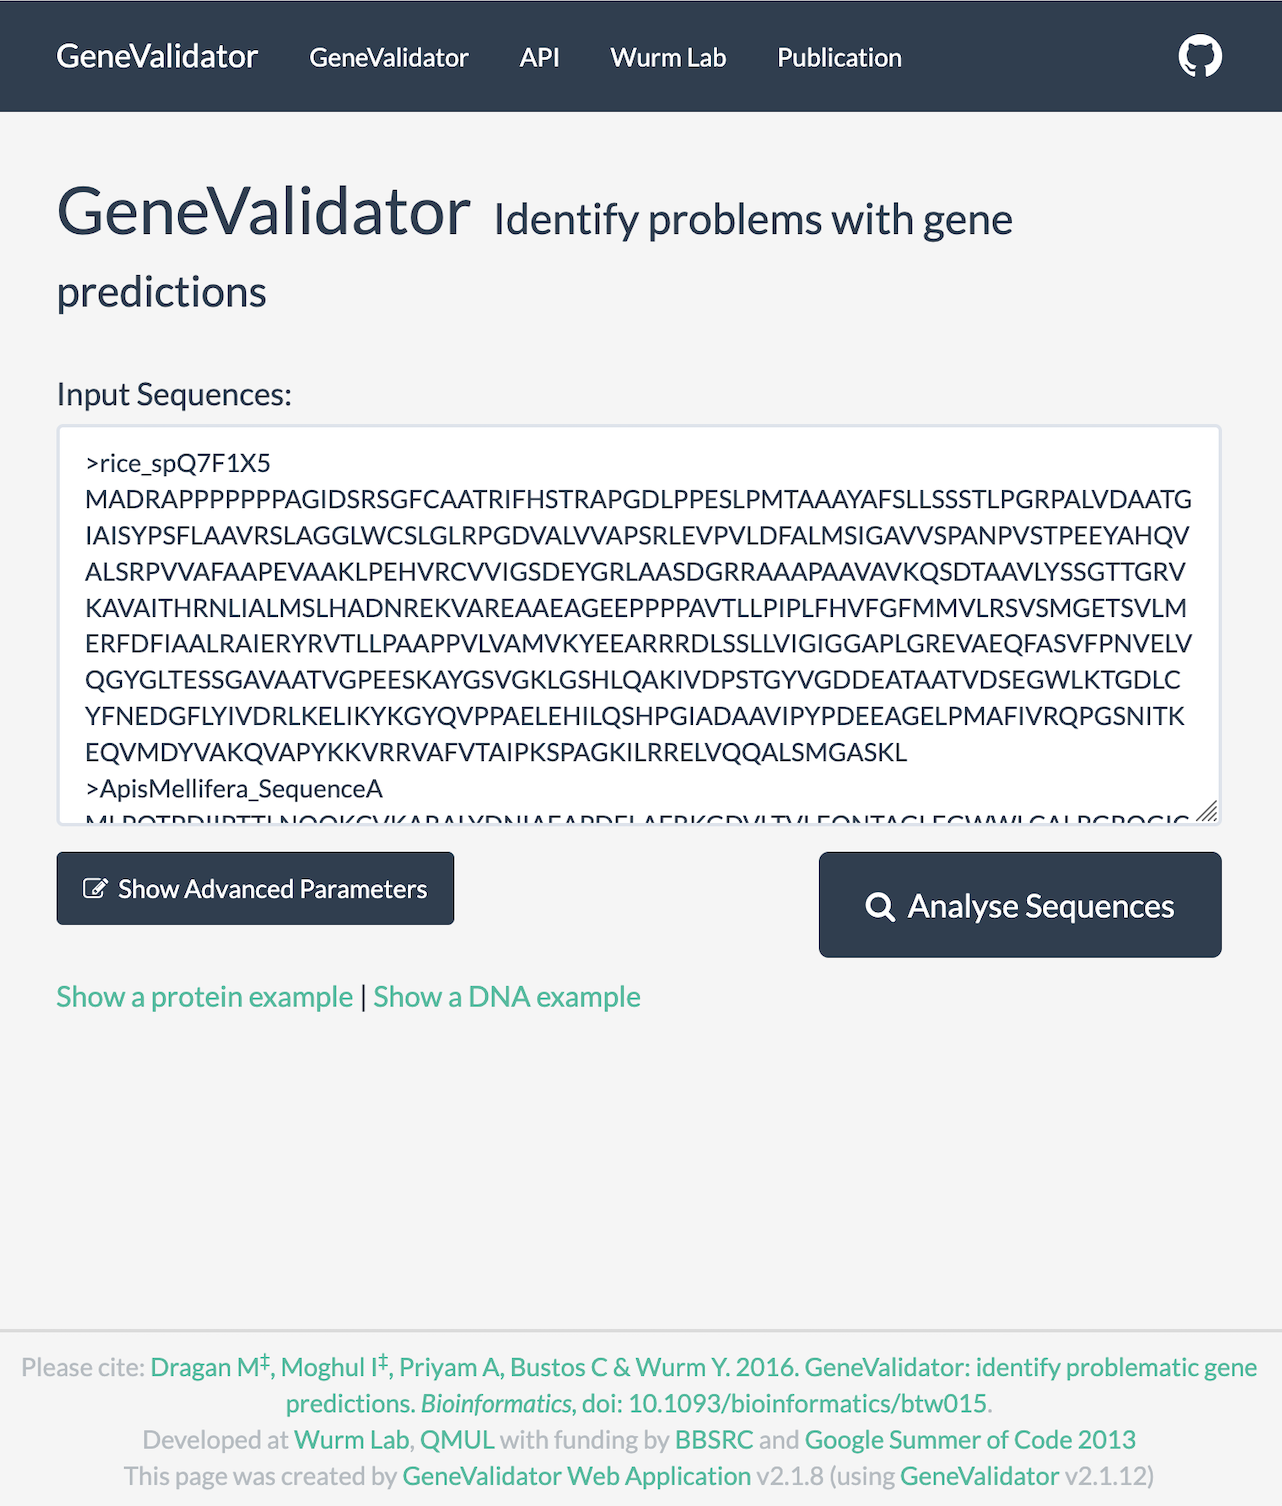 GeneValidator GeneValidator API Wurm Lab Publication
GeneValidator Identify problems with gene
predictions
Input Sequences:
>rice_spQ7F1X5
MADRAPPPPPPPAGIDSRSGFCAATRIFHSTRAPGDLPPESLPMTAAAYAFSLLSSSTLPGRPALVDAATG
IAISYPSFLAAVRSLAGGLWCSLGLRPGDVALVVAPSRLEVPVLDFALMSIGAVVSPANPVSTPEEYAHQV
ALSRPVVAFAAPEVAAKLPEHVRCVVIGSDEYGRLAASDGRRAAAPAAVAVKQSDTAAVLYSSGTTGRV
KAVAITHRNLIALMSLHADNREKVAREAAEAGEEPPPPAVTLLPIPLFHVFGFMMVLRSVSMGETSVLM
ERFDFIAALRAIERYRVTLLPAAPPVLVAMVKYEEARRRDLSSLLVIGIGGAPLGREVAEQFASVFPNVELV
QGYGLTESSGAVAATVGPEESKAYGSVGKLGSHLQAKIVDPSTGYVGDDEATAATVDSEGWLKTGDLC
YFNEDGFLYIVDRLKELIKYKGYQVPPAELEHILQSHPGIADAAVIPYPDEEAGELPMAFIVRQPGSNITK
EQVMDYVAKQVAPYKKVRRVAFVTAIPKSPAGKILRRELVQQALSMGASKL
>ApisMellifera_SequenceA
Show Advanced Parameters
Analyse Sequences
Show a protein example | Show a DNA example
Please cite: Dragan M‡, Moghul I‡, Priyam A, Bustos C & Wurm Y. 2016. GeneValidator: identify problematic gene
predictions. Bioinformatics, doi: 10.1093/bioinformatics/btw015.
Developed at Wurm Lab, QMUL with funding by BBSRC and Google Summer of Code 2013
This page was created by GeneValidator Web Application v2.1.8 (using GeneValidator v2.1.12)